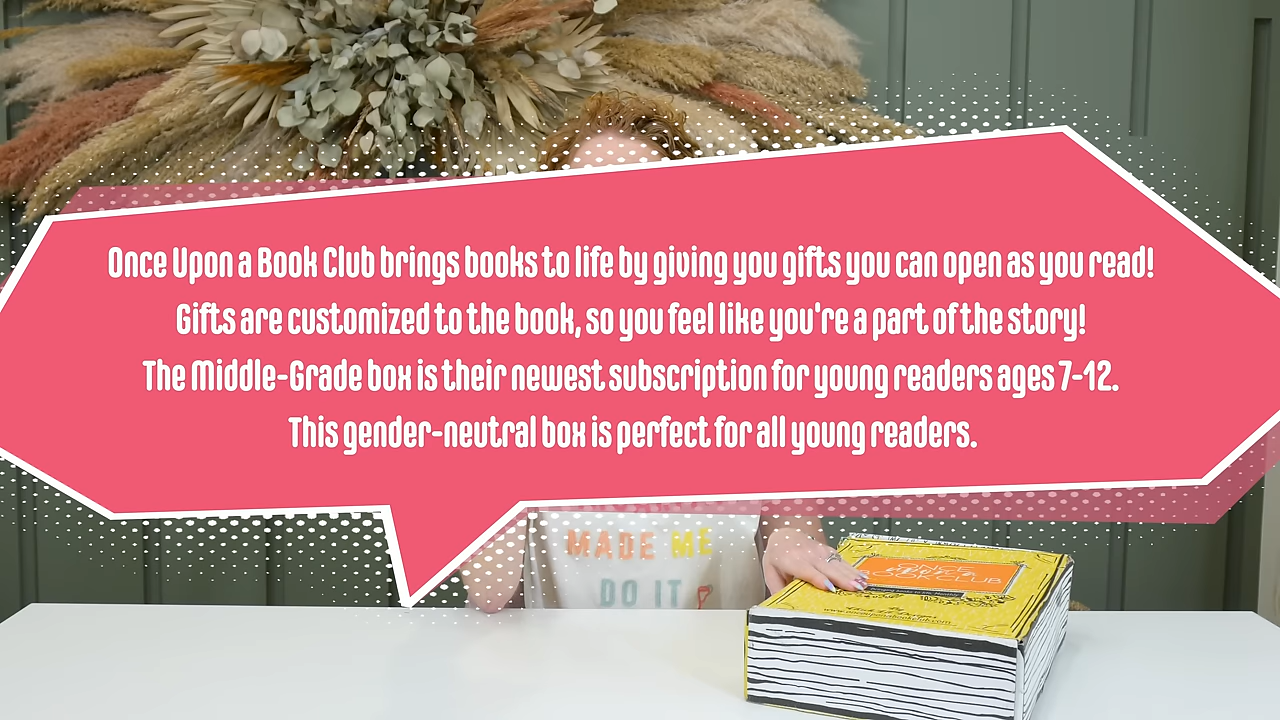 Once Upon a Book Club brings books to life by giving you gifts you can open as you read!
Gifts are customized to the book, so you feel like you're a part of the story!
The Middle-Grade box is their newest subscription for young readers ages 7-12.
This gender-neutral box is perfect for all young readers.
MADE ME
DO IT
ONCE
upon a
BOOK CLUB